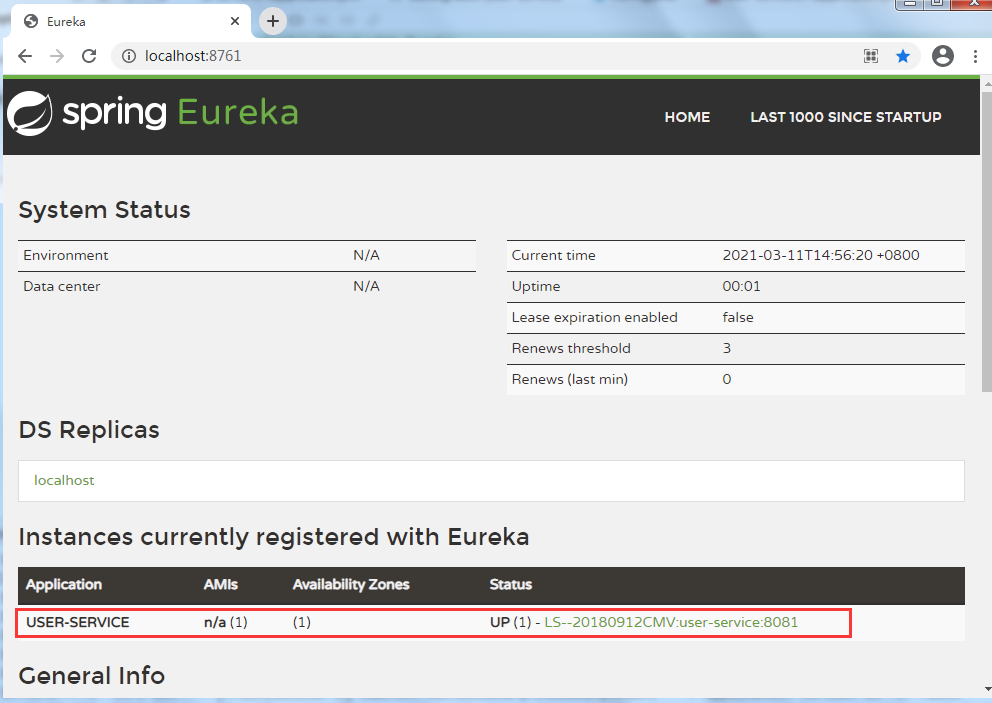 Eureka
localhost:8761
spring Eureka
HOME LAST 1000 SINCE STARTUP
System Status
Environment N/A
Data center N/A
Current time 2021-03-11T14:56:20 +0800
Uptime 00:01
Lease expiration enabled false
Renews threshold 3
Renews (last min) 0
DS Replicas
localhost
Instances currently registered with Eureka
Application AMIs Availability Zones Status
USER-SERVICE n/a (1) (1) UP (1) - LS--20180912CMV:user-service:8081
General Info